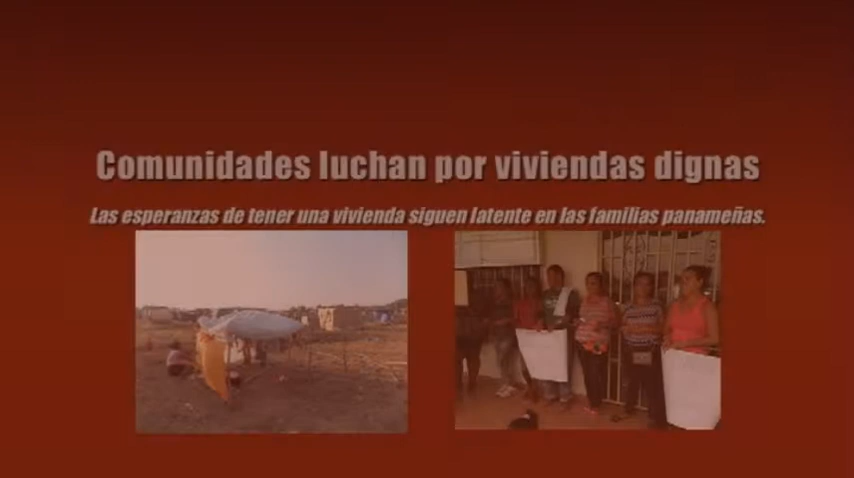 Comunidades luchan por viviendas dignas
Las esperanzas de tener una vivienda siguen latente en las familias panameñas.